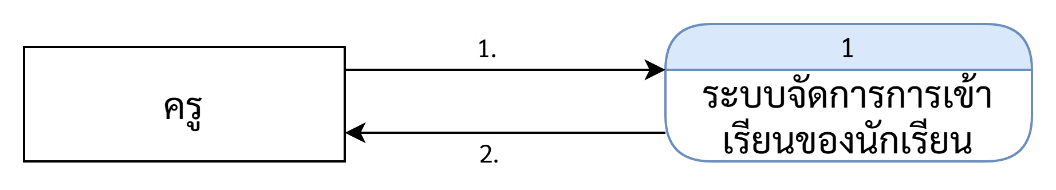 ครู
1.
2.
1
ระบบจัดการการเข้า
เรียนของนักเรียน